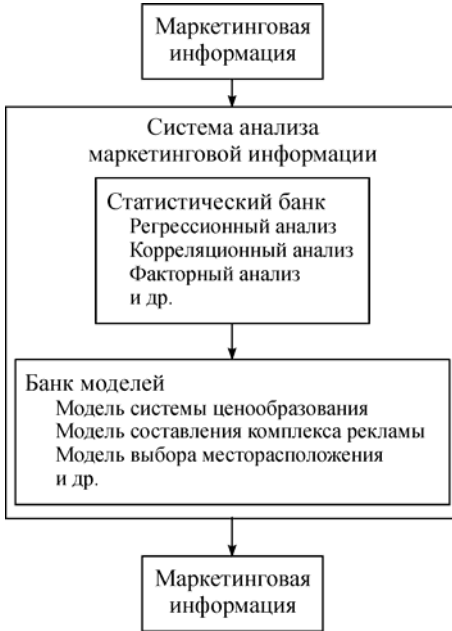 Маркетинговая
информация
Система анализа
маркетинговой информации
Статистический банк
Регрессионный анализ
Корреляционный анализ
Факторный анализ
и др.
Банк моделей
Модель системы ценообразования
Модель составления комплекса рекламы
Модель выбора месторасположения
и др.
Маркетинговая
информация